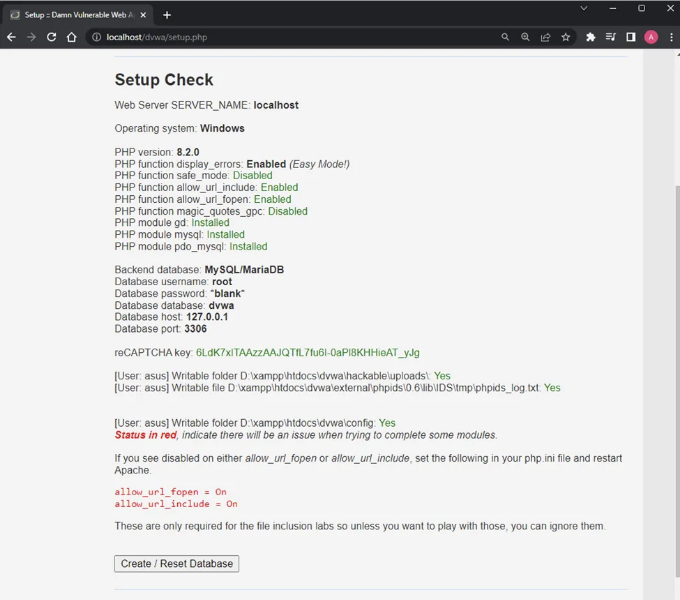 Setup :: Damn Vulnerable Web A
localhost/dvwa/setup.php
A
Setup Check
Web Server SERVER_NAME: localhost
Operating system: Windows
PHP version: 8.2.0
PHP function display_errors: Enabled (Easy Mode!)
PHP function safe_mode: Disabled
PHP function allow_url_include: Enabled
PHP function allow_url_fopen: Enabled
PHP function magic_quotes_gpc: Disabled
PHP module gd: Installed
PHP module mysql: Installed
PHP module pdo_mysql: Installed
Backend database: MySQL/MariaDB
Database username: root
Database password: *blank*
Database database: dvwa
Database host: 127.0.0.1
Database port: 3306
reCAPTCHA key:
[User: asus] Writable folder D:\xampp\htdocs\dvwa\hackable\uploads\: Yes
[User: asus] Writable file D:\xampp\htdocs\dvwa\external\phpids\0.6\lib\IDS\tmp\phpids_log.txt: Yes
[User: asus] Writable folder D:\xampp\htdocs\dvwa\config: Yes
Status in red, indicate there will be an issue when trying to complete some modules.
If you see disabled on either allow_url_fopen or allow_url_include, set the following in your php.ini file and restart
Apache.
allow_url_fopen = On
allow_url_include = On
These are only required for the file inclusion labs so unless you want to play with those, you can ignore them.
Create / Reset Database